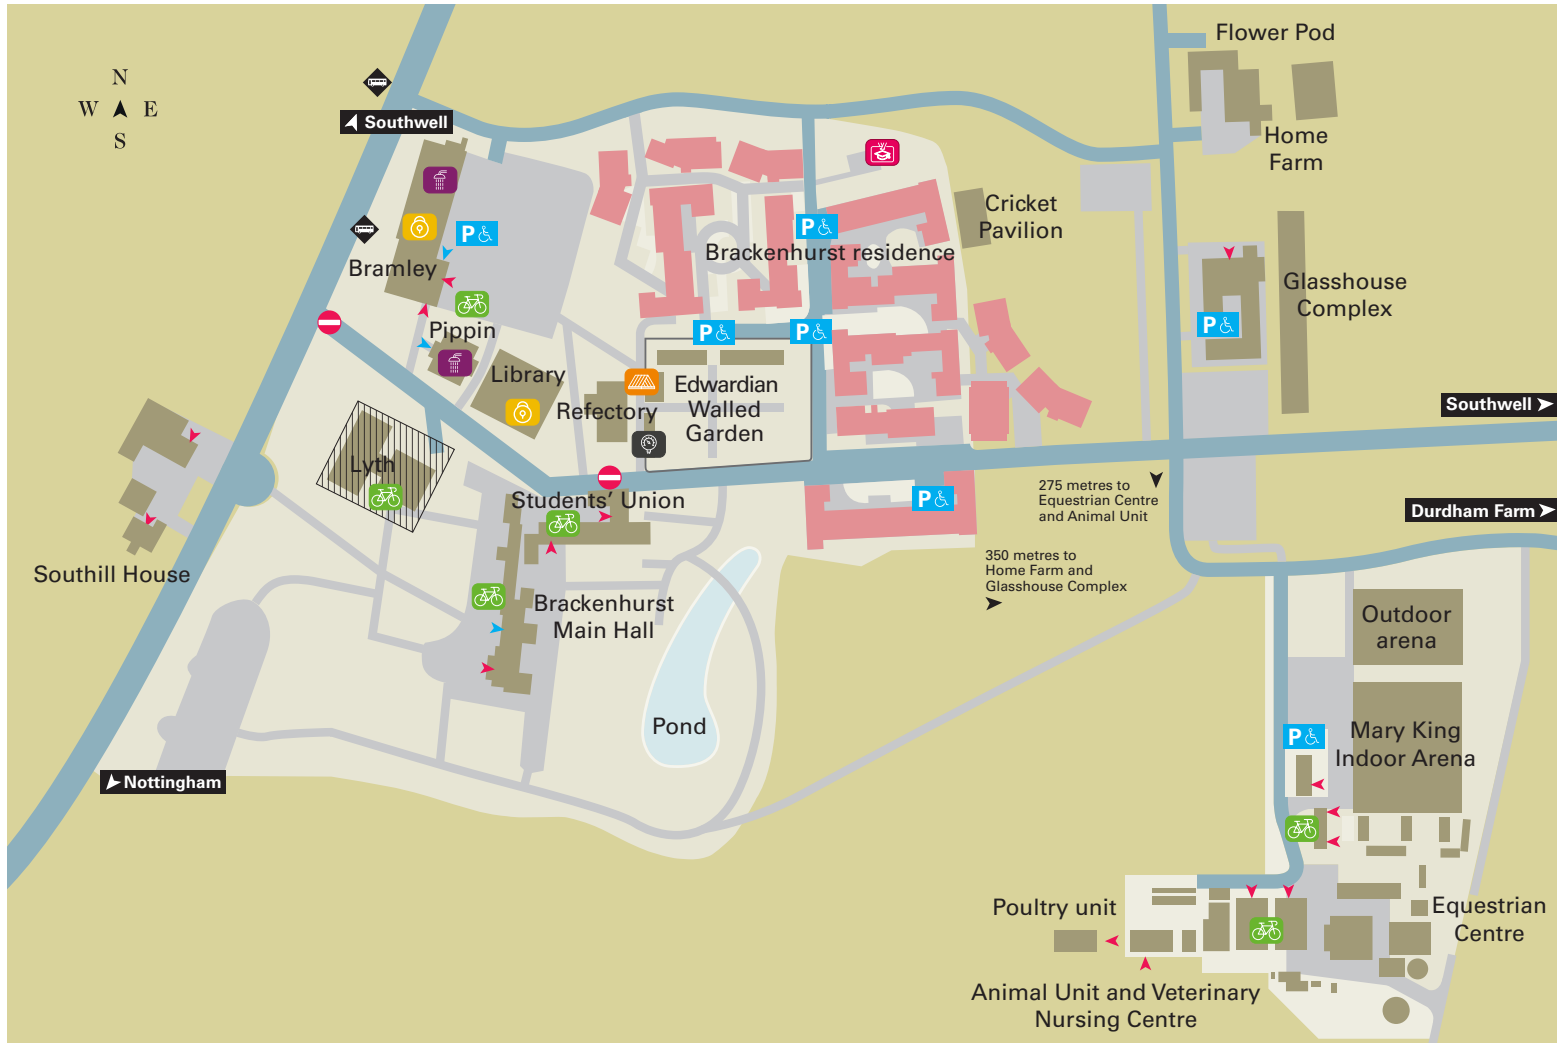 Flower Pod
N
W E
S
Southwell
Home
Farm
Cricket
Pavilion
P
P
Brackenhurst residence
Bramley
Glasshouse
Complex
P
P
P
Pippin
Library
Edwardian
Walled
Garden
Refectory
Southwell
Lyth
Students' Union
P
275 metres to
Equestrian Centre
and Animal Unit
Durdham Farm
350 metres to
Home Farm and
Glasshouse Complex
Southill House
Brackenhurst
Main Hall
Outdoor
arena
Pond
P
Mary King
Indoor Arena
Nottingham
Poultry unit
Equestrian
Centre
Animal Unit and Veterinary
Nursing Centre